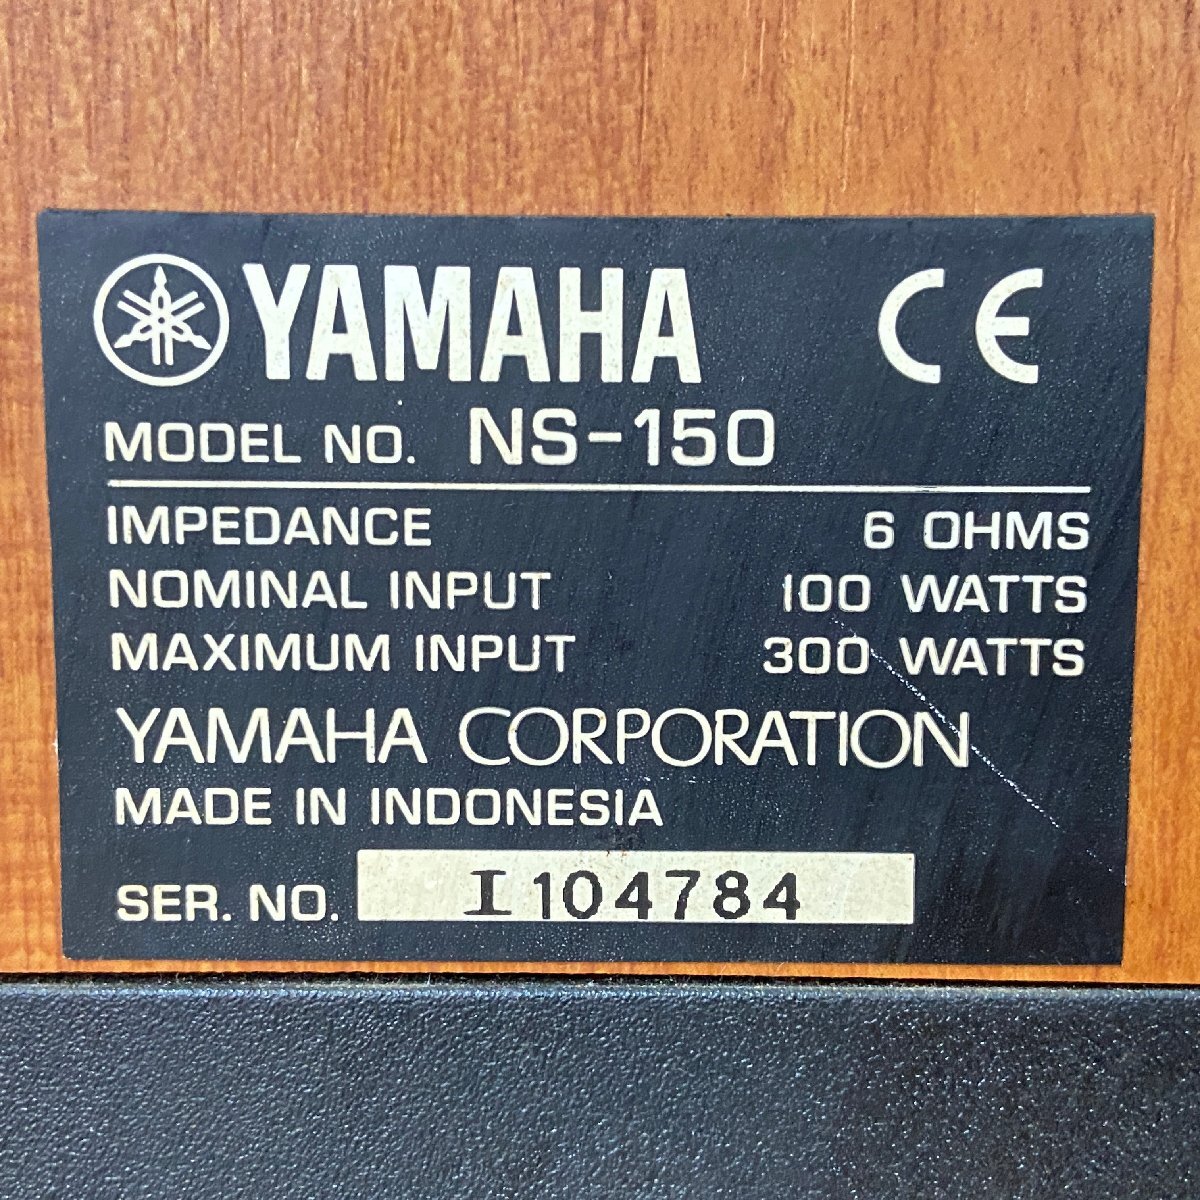 YAMAHA CE
MODEL NO. NS-150
IMPEDANCE 6 OHMS
NOMINAL INPUT 100 WATTS
MAXIMUM INPUT 300 WATTS
YAMAHA CORPORATION
MADE IN INDONESIA
SER. NO. I104784